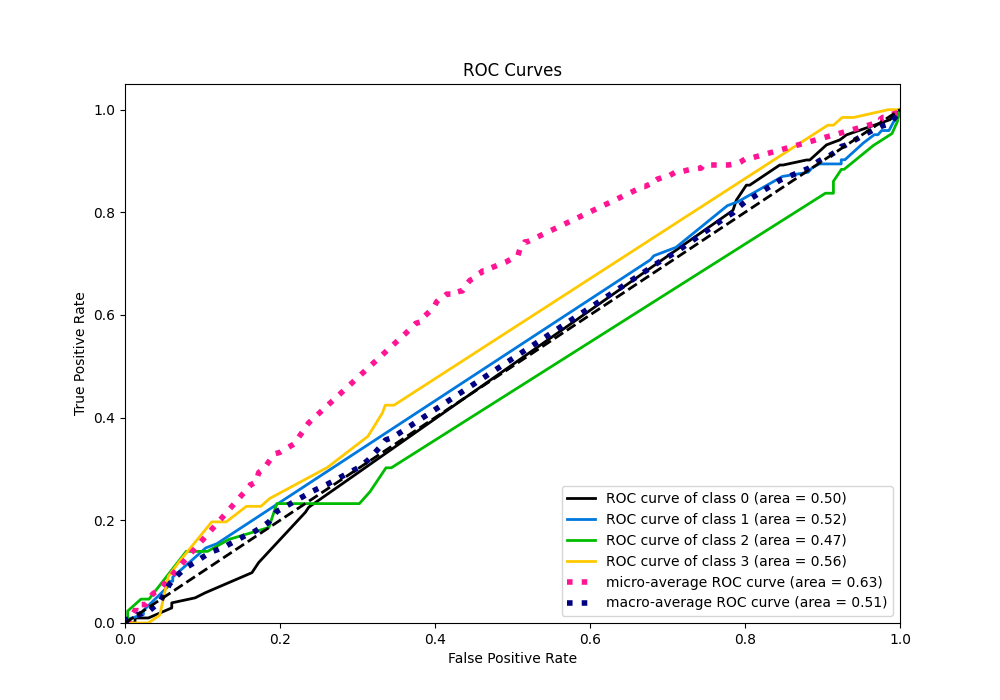 ROC Curves
True Positive Rate
1.0
0.8
0.6
0.4
0.2
0.0
ROC curve of class 0 (area = 0.50)
ROC curve of class 1 (area = 0.52)
ROC curve of class 2 (area = 0.47)
ROC curve of class 3 (area = 0.56)
micro-average ROC curve (area = 0.63)
macro-average ROC curve (area = 0.51)
0.0 0.2 0.4 0.6 0.8 1.0
False Positive Rate